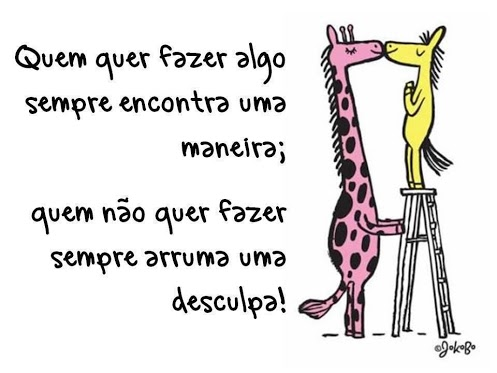 Quem quer fazer algo
sempre encontra uma
maneira;
quem não quer fazer
sempre arruma uma
desculpa!
©JoKoBo